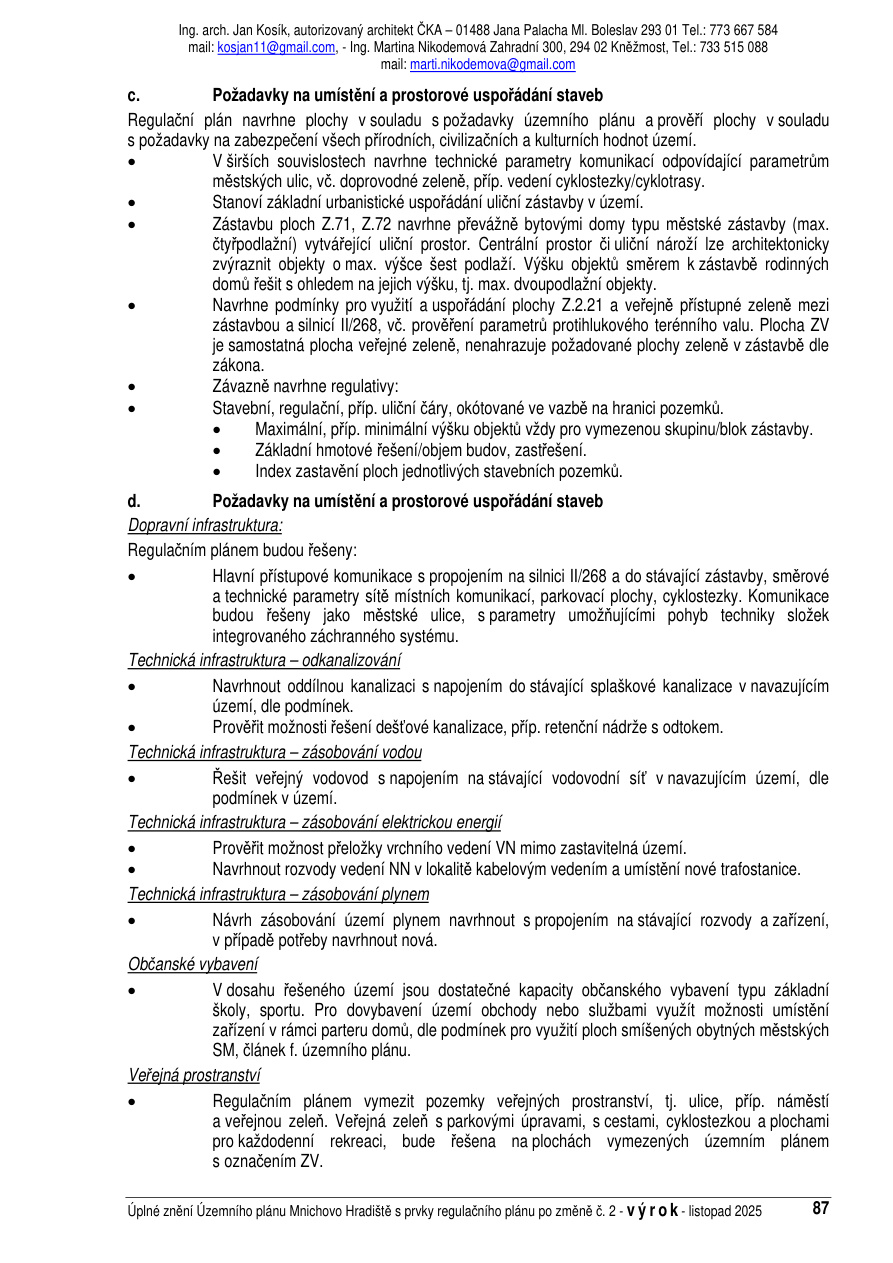 Ing. arch. Jan Kosík, autorizovaný architekt ČKA – 01488 Jana Palacha Ml. Boleslav 293 01 Tel.: 773 667 584
mail: kosjan11@gmail.com, - Ing. Martina Nikodemová Zahradní 300, 294 02 Kněžmost, Tel.: 733 515 088
mail: marti.nikodemova@gmail.com
c. Požadavky na umístění a prostorové uspořádání staveb
Regulační plán navrhne plochy v souladu s požadavky územního plánu a prověří plochy v souladu
s požadavky na zabezpečení všech přírodních, civilizačních a kulturních hodnot území.
• V širších souvislostech navrhne technické parametry komunikací odpovídající parametrům
městských ulic, vč. doprovodné zeleně, příp. vedení cyklostezky/cyklotrasy.
• Stanoví základní urbanistické uspořádání uliční zástavby v území.
• Zástavbu ploch Z.71, Z.72 navrhne převážně bytovými domy typu městské zástavby (max.
čtyřpodlažní) vytvářející uliční prostor. Centrální prostor či uliční nároží lze architektonicky
zvýraznit objekty o max. výšce šest podlaží. Výšku objektů směrem k zástavbě rodinných
domů řešit s ohledem na jejich výšku, tj. max. dvoupodlažní objekty.
• Navrhne podmínky pro využití a uspořádání plochy Z.2.21 a veřejně přístupné zeleně mezi
zástavbou a silnicí II/268, vč. prověření parametrů protihlukového terénního valu. Plocha ZV
je samostatná plocha veřejné zeleně, nenahrazuje požadované plochy zeleně v zástavbě dle
zákona.
• Závazně navrhne regulativy:
• Stavební, regulační, příp. uliční čáry, okótované ve vazbě na hranici pozemků.
• Maximální, příp. minimální výšku objektů vždy pro vymezenou skupinu/blok zástavby.
• Základní hmotové řešení/objem budov, zastřešení.
• Index zastavění ploch jednotlivých stavebních pozemků.
d. Požadavky na umístění a prostorové uspořádání staveb
Dopravní infrastruktura:
Regulačním plánem budou řešeny:
• Hlavní přístupové komunikace s propojením na silnici II/268 a do stávající zástavby, směrové
a technické parametry sítě místních komunikací, parkovací plochy, cyklostezky. Komunikace
budou řešeny jako městské ulice, s parametry umožňujícími pohyb techniky složek
integrovaného záchranného systému.
Technická infrastruktura – odkanalizování
• Navrhnout oddílnou kanalizaci s napojením do stávající splaškové kanalizace v navazujícím
území, dle podmínek.
• Prověřit možnosti řešení dešťové kanalizace, příp. retenční nádrže s odtokem.
Technická infrastruktura – zásobování vodou
• Řešit veřejný vodovod s napojením na stávající vodovodní síť v navazujícím území, dle
podmínek v území.
Technická infrastruktura – zásobování elektrickou energií
• Prověřit možnost přeložky vrchního vedení VN mimo zastavitelná území.
• Navrhnout rozvody vedení NN v lokalitě kabelovým vedením a umístění nové trafostanice.
Technická infrastruktura – zásobování plynem
• Návrh zásobování území plynem navrhnout s propojením na stávající rozvody a zařízení,
v případě potřeby navrhnout nová.
Občanské vybavení
• V dosahu řešeného území jsou dostatečné kapacity občanského vybavení typu základní
školy, sportu. Pro dovybavení území obchody nebo službami využít možnosti umístění
zařízení v rámci parteru domů, dle podmínek pro využití ploch smíšených obytných městských
SM, článek f. územního plánu.
Veřejná prostranství
• Regulačním plánem vymezit pozemky veřejných prostranství, tj. ulice, příp. náměstí
a veřejnou zeleň. Veřejná zeleň s parkovými úpravami, s cestami, cyklostezkou a plochami
pro každodenní rekreaci, bude řešena na plochách vymezených územním plánem
s označením ZV.
Úplné znění Územního plánu Mnichovo Hradiště s prvky regulačního plánu po změně č. 2 - v ý r o k - listopad 2025 87